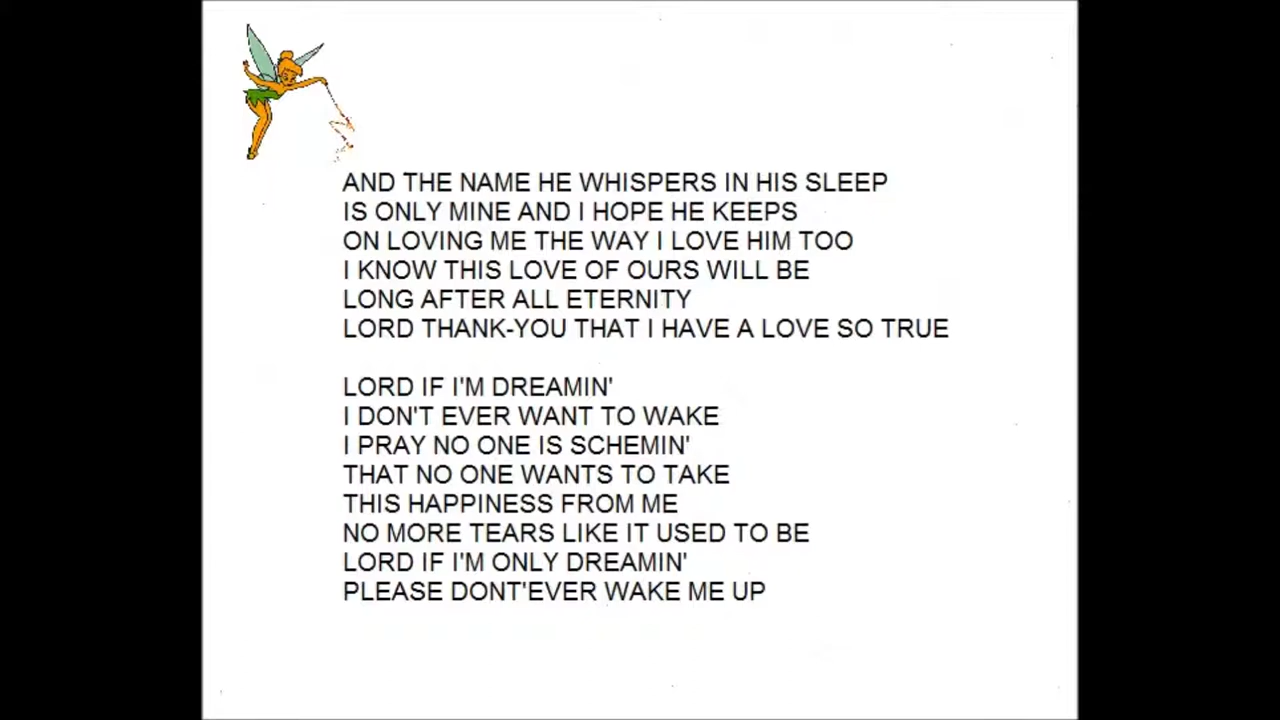 AND THE NAME HE WHISPERS IN HIS SLEEP
IS ONLY MINE AND I HOPE HE KEEPS
ON LOVING ME THE WAY I LOVE HIM TOO
I KNOW THIS LOVE OF OURS WILL BE
LONG AFTER ALL ETERNITY
LORD THANK-YOU THAT I HAVE A LOVE SO TRUE

LORD IF I'M DREAMIN'
I DON'T EVER WANT TO WAKE
I PRAY NO ONE IS SCHEMIN'
THAT NO ONE WANTS TO TAKE
THIS HAPPINESS FROM ME
NO MORE TEARS LIKE IT USED TO BE
LORD IF I'M ONLY DREAMIN'
PLEASE DONT'EVER WAKE ME UP